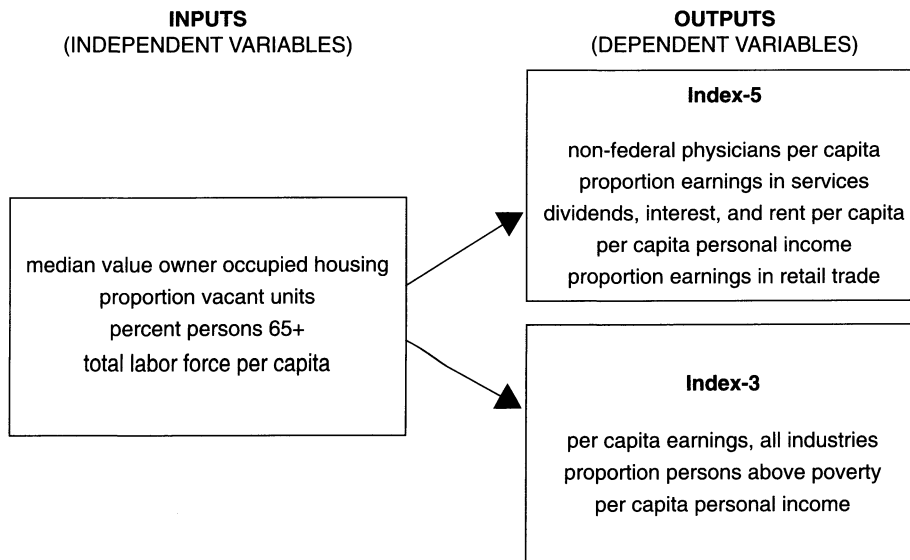 INPUTS
(INDEPENDENT VARIABLES)
median value owner occupied housing
proportion vacant units
percent persons 65+
total labor force per capita
OUTPUTS
(DEPENDENT VARIABLES)
Index-5
non-federal physicians per capita
proportion earnings in services
dividends, interest, and rent per capita
per capita personal income
proportion earnings in retail trade
Index-3
per capita earnings, all industries
proportion persons above poverty
per capita personal income